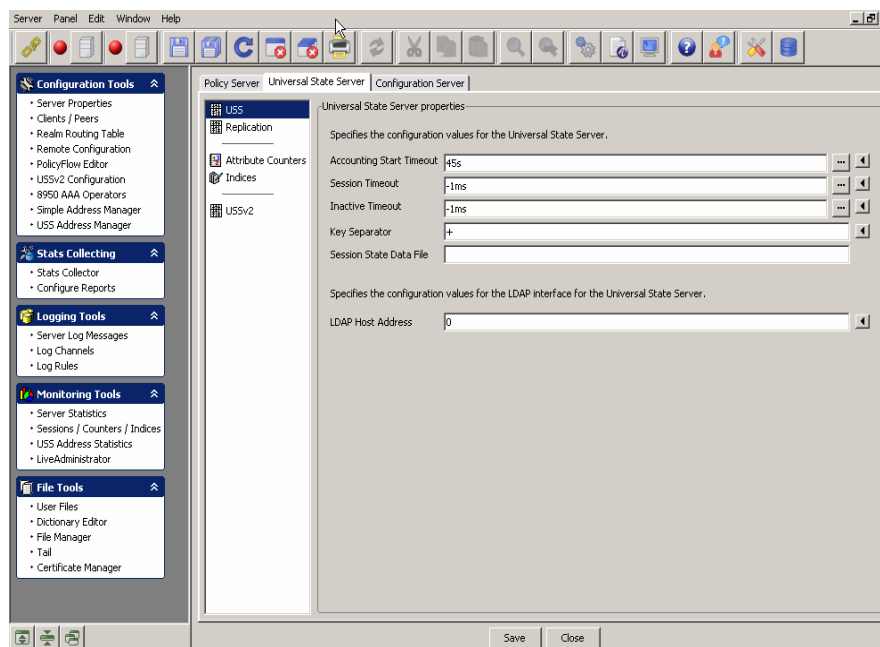 Server Panel Edit Window Help
Configuration Tools
Server Properties
Clients / Peers
Realm Routing Table
Remote Configuration
PolicyFlow Editor
USSv2 Configuration
8950 AAA Operators
Simple Address Manager
USS Address Manager
Stats Collecting
Stats Collector
Configure Reports
Logging Tools
Server Log Messages
Log Channels
Log Rules
Monitoring Tools
Server Statistics
Sessions / Counters / Indices
USS Address Statistics
LiveAdministrator
File Tools
User Files
Dictionary Editor
File Manager
Tail
Certificate Manager
Policy Server Universal State Server Configuration Server
USS
Replication
Attribute Counters
Indices
USSv2
Universal State Server properties
Specifies the configuration values for the Universal State Server.
Accounting Start Timeout 45s ...
Session Timeout -1ms ...
Inactive Timeout -1ms ...
Key Separator +
Session State Data File
Specifies the configuration values for the LDAP interface for the Universal State Server.
LDAP Host Address 0
Save Close